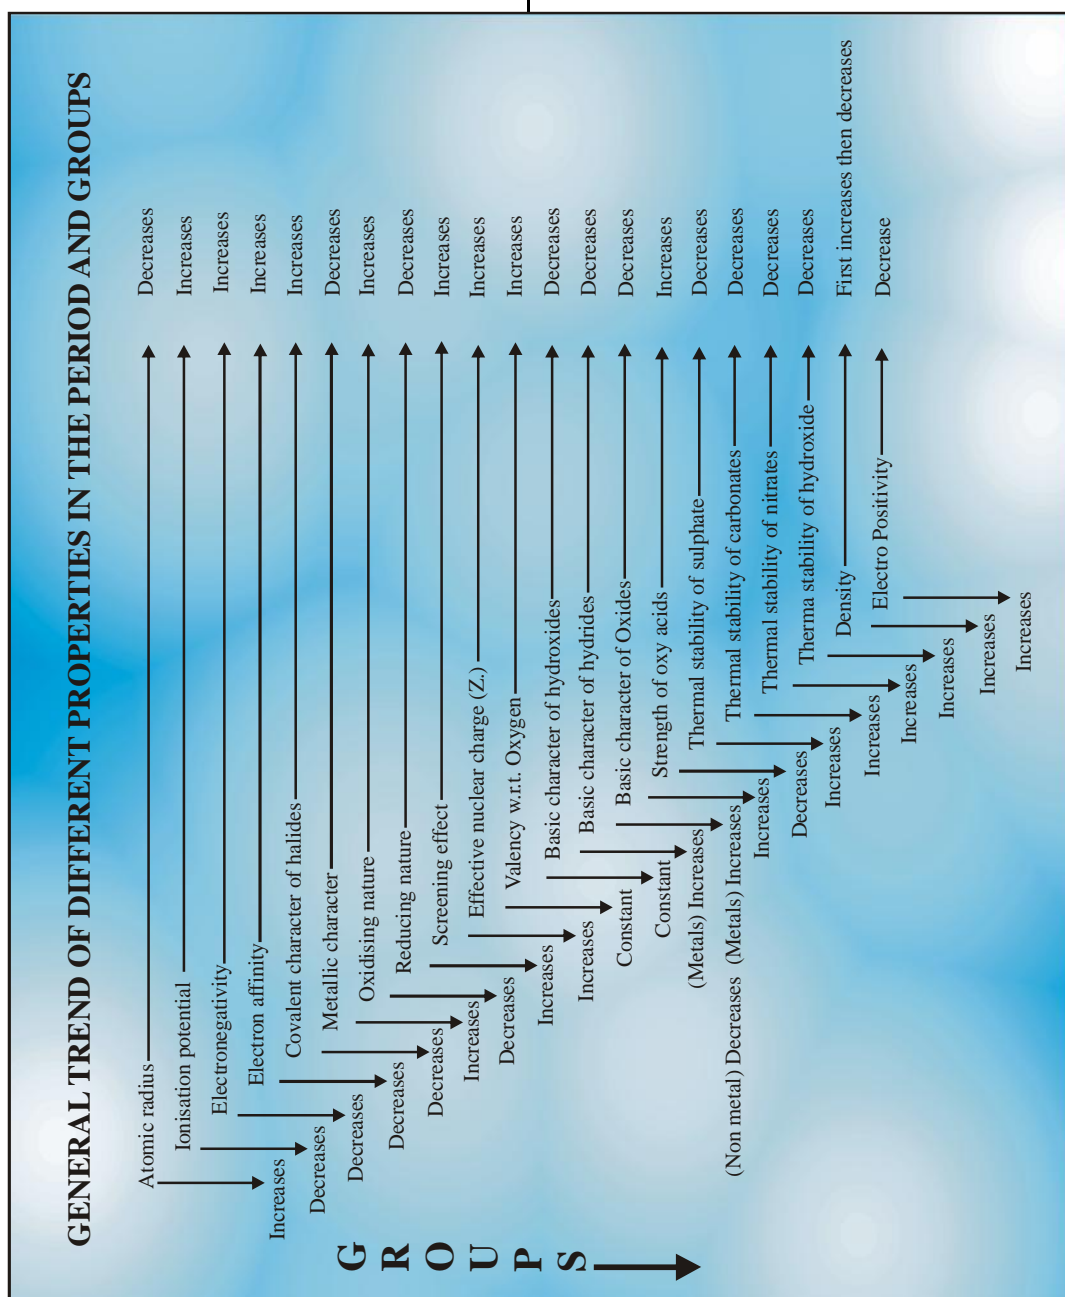 GENERAL TREND OF DIFFERENT PROPERTIES IN THE PERIOD AND GROUPS
Atomic radius Decreases
Ionisation potential Increases
Electronegativity Increases
Electron affinity Increases
Covalent character of halides Increases
Metallic character Decreases
Oxidising nature Increases
Reducing nature Decreases
Screening effect Increases
Effective nuclear charge (Z.) Increases
Valency w.r.t. Oxygen Increases
Basic character of hydroxides Decreases
Basic character of hydrides Decreases
Basic character of Oxides Decreases
Strength of oxy acids Increases
Thermal stability of sulphate Decreases
Thermal stability of carbonates Decreases
Thermal stability of nitrates Decreases
Therma stability of hydroxide Decreases
Density First increases then decreases
Electro Positivity Decrease
Increases
Decreases
Decreases
Decreases
Decreases
Increases
Decreases
Increases
Increases
Constant
Constant
(Metals) Increases
(Non metal) Decreases (Metals) Increases
Increases
Decreases
Increases
Increases
Increases
Increases
Increases
Increases
GROUPS